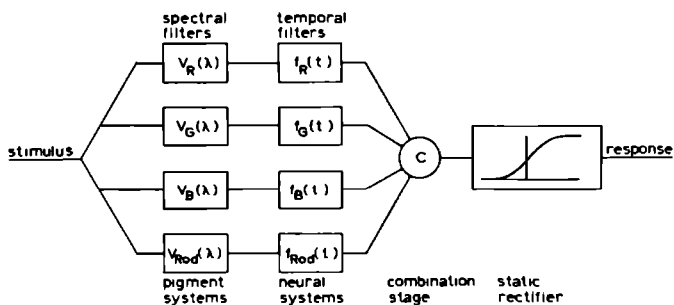 spectral filters
temporal filters
V_R(λ)
f_R(t)
V_G(λ)
f_G(t)
stimulus
C
response
V_B(λ)
f_B(t)
V_Rod(λ)
f_Rod(t)
pigment systems
neural systems
combination stage
static rectifier